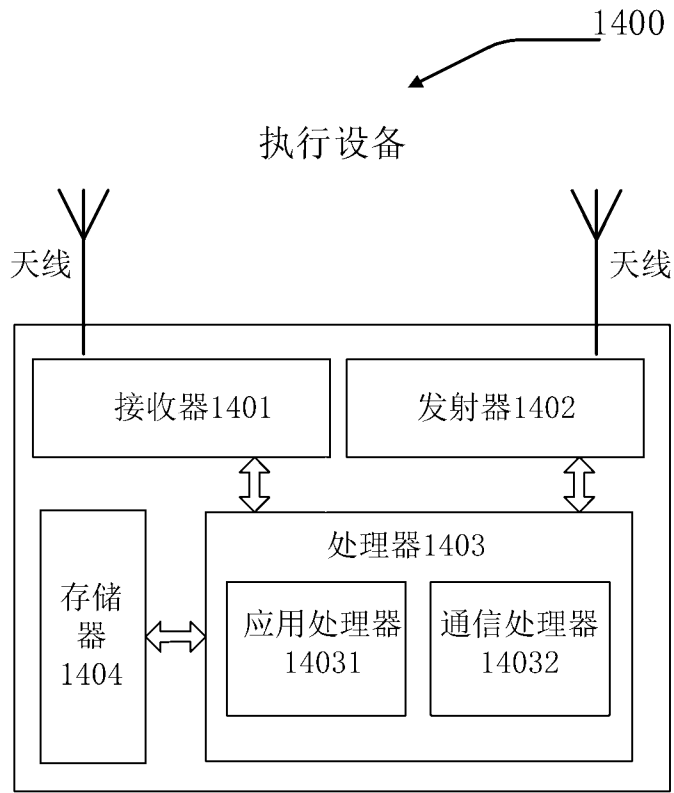 1400
执行设备
天线
天线
接收器1401
发射器1402
处理器1403
存储
器
1404
应用处理器
14031
通信处理器
14032